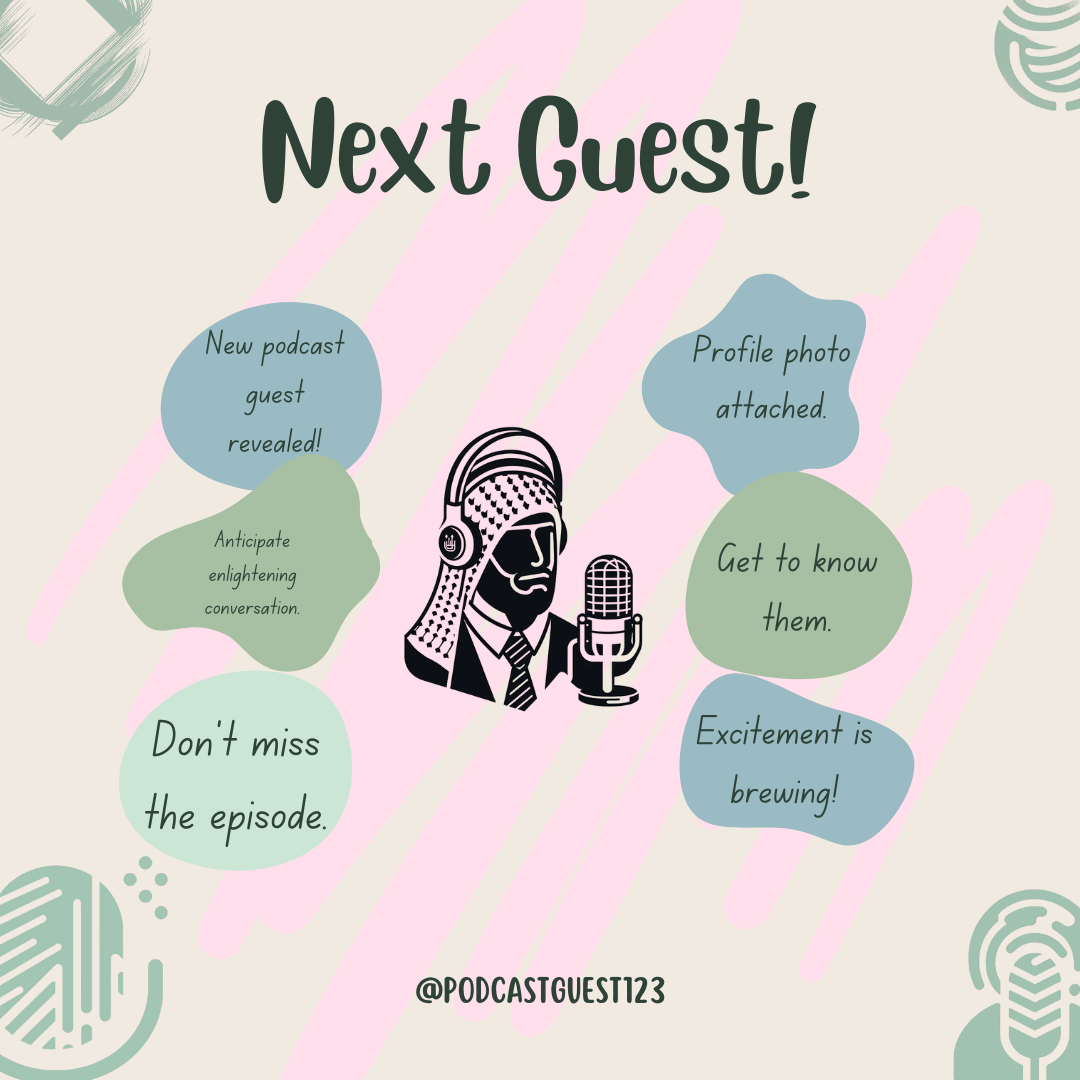 Next Guest!
New podcast
guest
revealed!
Anticipate
enlightening
conversation.
Don't miss
the episode.
Profile photo
attached.
Get to know
them.
Excitement is
brewing!
@PODCASTGUEST123